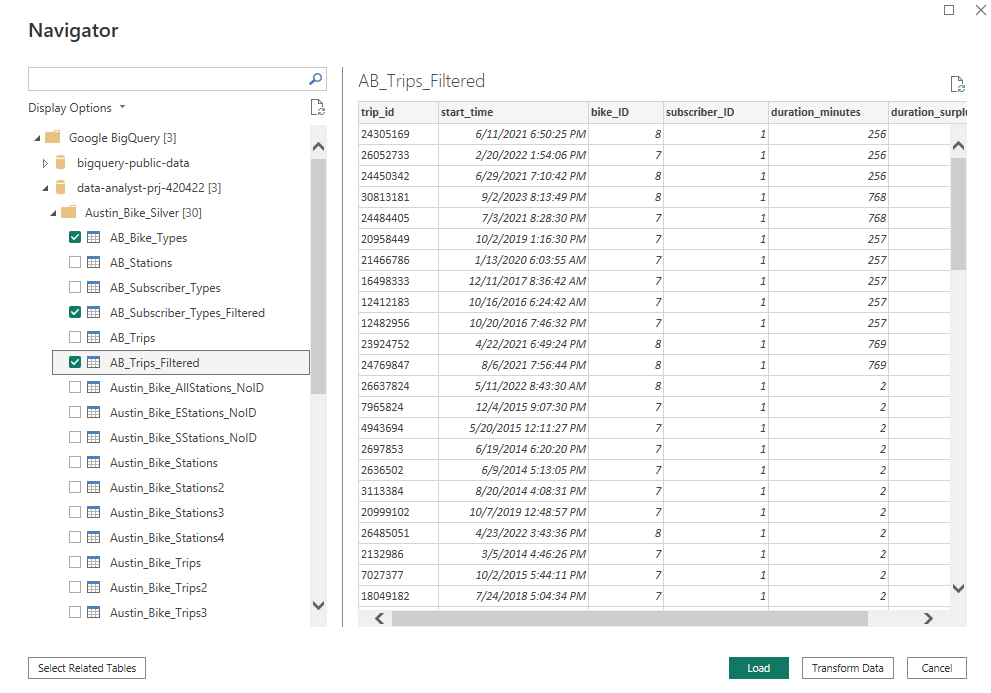 Navigator
Display Options
Google BigQuery [3]
bigquery-public-data
data-analyst-prj-420422 [3]
Austin_Bike_Silver [30]
AB_Bike_Types
AB_Stations
AB_Subscriber_Types
AB_Subscriber_Types_Filtered
AB_Trips
AB_Trips_Filtered
Austin_Bike_AllStations_NoID
Austin_Bike_EStations_NoID
Austin_Bike_SStations_NoID
Austin_Bike_Stations
Austin_Bike_Stations2
Austin_Bike_Stations3
Austin_Bike_Stations4
Austin_Bike_Trips
Austin_Bike_Trips2
Austin_Bike_Trips3
AB_Trips_Filtered
trip_id start_time bike_ID subscriber_ID duration_minutes duration_surplu
24305169 6/11/2021 6:50:25 PM 8 1 256
26052733 2/20/2022 1:54:06 PM 7 1 256
24450342 6/29/2021 7:10:42 PM 8 1 256
30813181 9/2/2023 8:13:49 PM 8 1 768
24484405 7/3/2021 8:28:30 PM 7 1 768
20958449 10/2/2019 1:16:30 PM 7 1 257
21466786 1/13/2020 6:03:55 AM 7 1 257
16498333 12/11/2017 8:36:42 AM 7 1 257
12412183 10/16/2016 6:24:42 AM 7 1 257
12482956 10/20/2016 7:46:32 PM 7 1 257
23924752 4/22/2021 6:49:24 PM 8 1 769
24769847 8/6/2021 7:56:44 PM 8 1 769
26637824 5/11/2022 8:43:30 AM 8 1 2
7965824 12/4/2015 9:07:30 PM 7 1 2
4943694 5/20/2015 12:11:27 PM 7 1 2
2697853 6/19/2014 6:20:20 PM 7 1 2
2636502 6/9/2014 5:13:05 PM 7 1 2
3113384 8/20/2014 4:08:31 PM 7 1 2
20999102 10/7/2019 12:48:57 PM 7 1 2
26485051 4/23/2022 3:43:36 PM 8 1 2
2132986 3/5/2014 4:46:26 PM 7 1 2
7027377 10/2/2015 5:44:11 PM 7 1 2
18049182 7/24/2018 5:04:34 PM 7 1 2
Select Related Tables
Load
Transform Data
Cancel